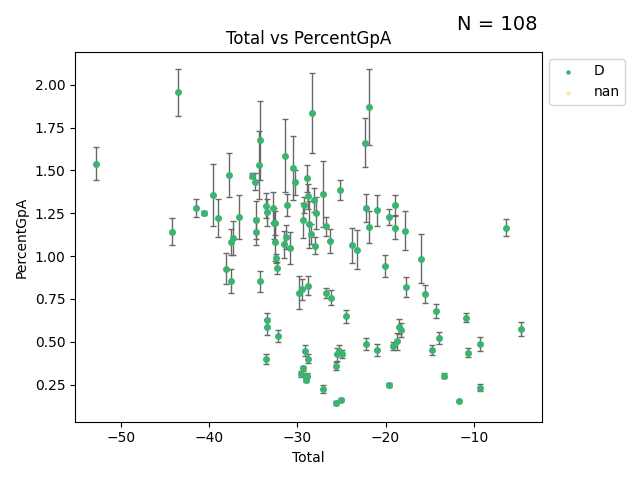 N = 108
Total vs PercentGpA
D
nan
PercentGpA
2.00
1.75
1.50
1.25
1.00
0.75
0.50
0.25
−50 −40 −30 −20 −10
Total